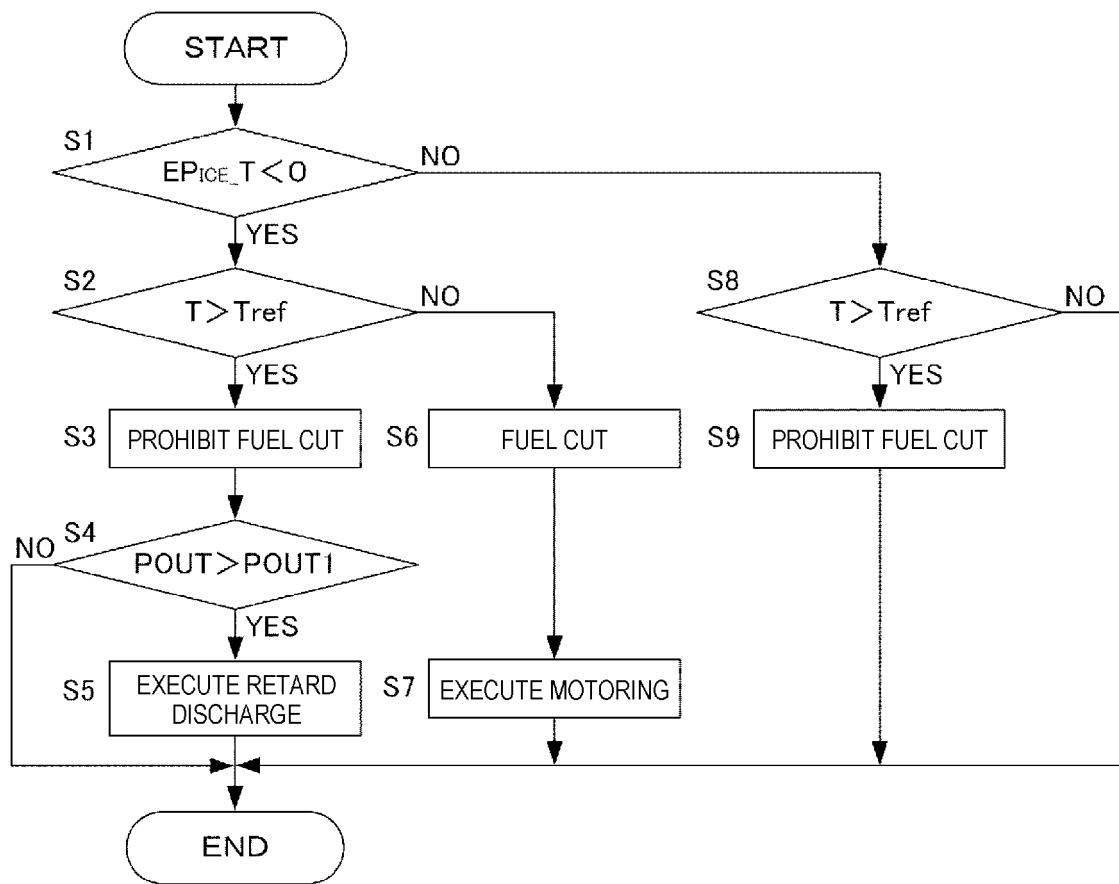 START
S1
EPICE_T<0
NO
YES
S2
T>Tref
NO
YES
S8
T>Tref
NO
YES
S3
PROHIBIT FUEL CUT
S6
FUEL CUT
S9
PROHIBIT FUEL CUT
S4
NO
POUT>POUT1
YES
S5
EXECUTE RETARD
DISCHARGE
S7
EXECUTE MOTORING
END